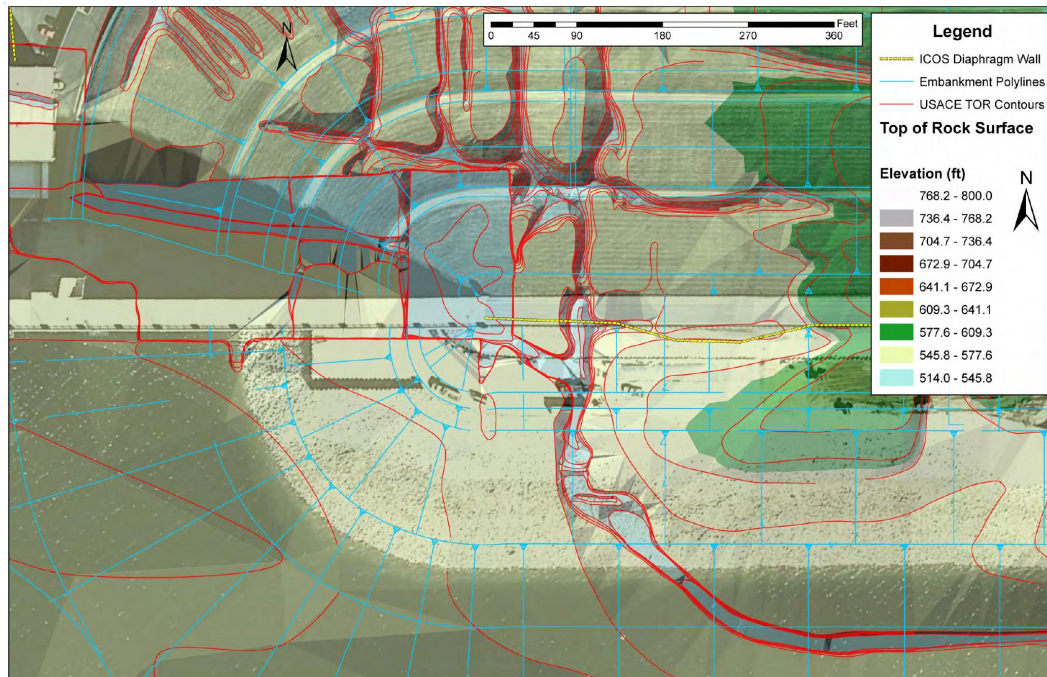 N
Feet
0 45 90 180 270 360
Legend
ICOS Diaphragm Wall
Embankment Polylines
USACE TOR Contours
Top of Rock Surface
Elevation (ft)
768.2 - 800.0
736.4 - 768.2
704.7 - 736.4
672.9 - 704.7
641.1 - 672.9
609.3 - 641.1
577.6 - 609.3
545.8 - 577.6
514.0 - 545.8
N